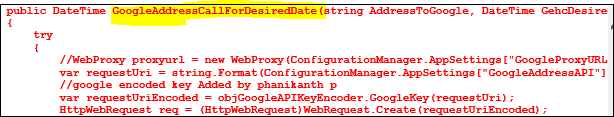 public DateTime GoogleAddressCallForDesiredDate(string AddressToGoogle, DateTime GehcDesire
{
try
{
//WebProxy proxyurl = new WebProxy(ConfigurationManager.AppSettings["GoogleProxyURL
var requestUri = string.Format(ConfigurationManager.AppSettings["GoogleAddressAPI"]
//google encoded key Added by phanikanth p
var requestUriEncoded = objGoogleAPIKeyEncoder.GoogleKey(requestUri);
HttpWebRequest req = (HttpWebRequest)WebRequest.Create(requestUriEncoded);